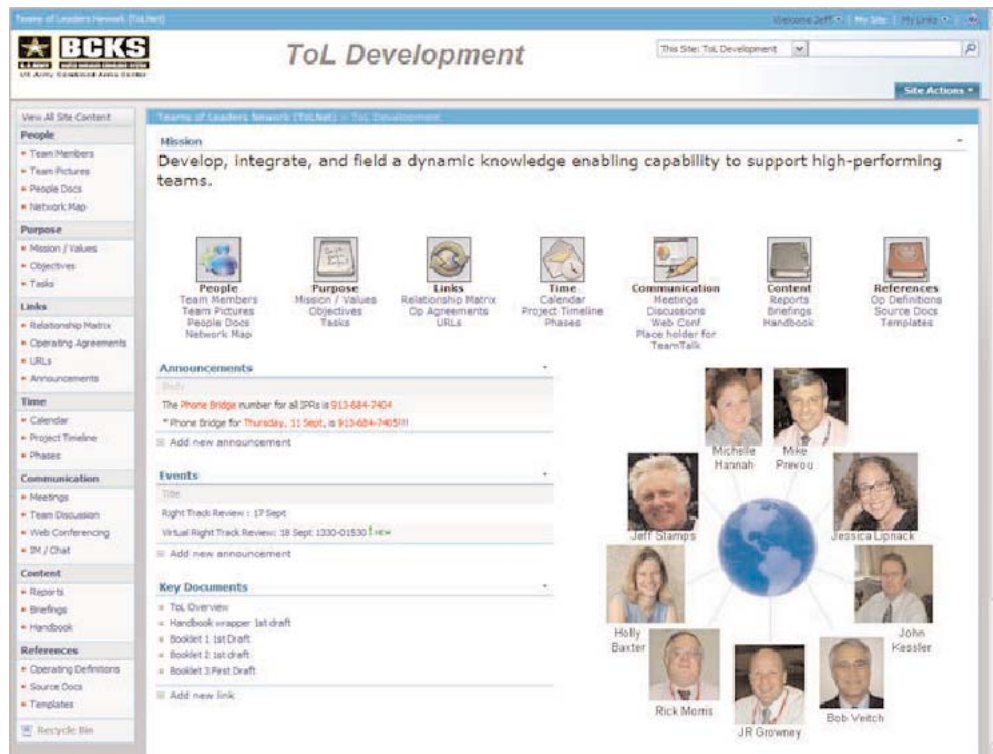 Teams of Leaders Network (ToLNet)
Welcome Jeff | My Site | My Links
BCKS
ToL Development
This Site: ToL Development
Site Actions
View All Site Content
People
Team Members
Team Pictures
People Docs
Network Map
Purpose
Mission / Values
Objectives
Tasks
Links
Relationship Matrix
Operating Agreements
URLs
Announcements
Time
Calendar
Project Timeline
Phases
Communication
Meetings
Team Discussion
Web Conferencing
IM / Chat
Content
Reports
Briefings
Handbook
References
Operating Definitions
Source Docs
Templates
Recycle Bin
Teams of Leaders Network (ToLNet) > ToL Development
Mission
Develop, integrate, and field a dynamic knowledge enabling capability to support high-performing
teams.
People
Team Members
Team Pictures
People Docs
Network Map
Purpose
Mission / Values
Objectives
Tasks
Links
Relationship Matrix
Op Agreements
URLs
Time
Calendar
Project Timeline
Phases
Communication
Meetings
Discussions
Web Conf
Place holder for
TeamTalk
Content
Reports
Briefings
Handbook
References
Op Definitions
Source Docs
Templates
Announcements
Body
The Phone Bridge number for all IPRs is 913-684-7404
* Phone Bridge for Thursday, 11 Sept, is 913-684-7405!!!
Add new announcement
Events
Title
Right Track Review : 17 Sept
Virtual Right Track Review: 18 Sept 1330-01530 ! NEW
Add new announcement
Key Documents
ToL Overview
Handbook wrapper 1st draft
Booklet 1 1st Draft
Booklet 2 1st draft
Booklet 3 First Draft
Add new link
Michelle
Hannah
Mike
Prevou
Jeff Stamps
Jessica Lipnack
Holly
Baxter
John
Kessler
Rick Morris
JR Growney
Bob Veitch